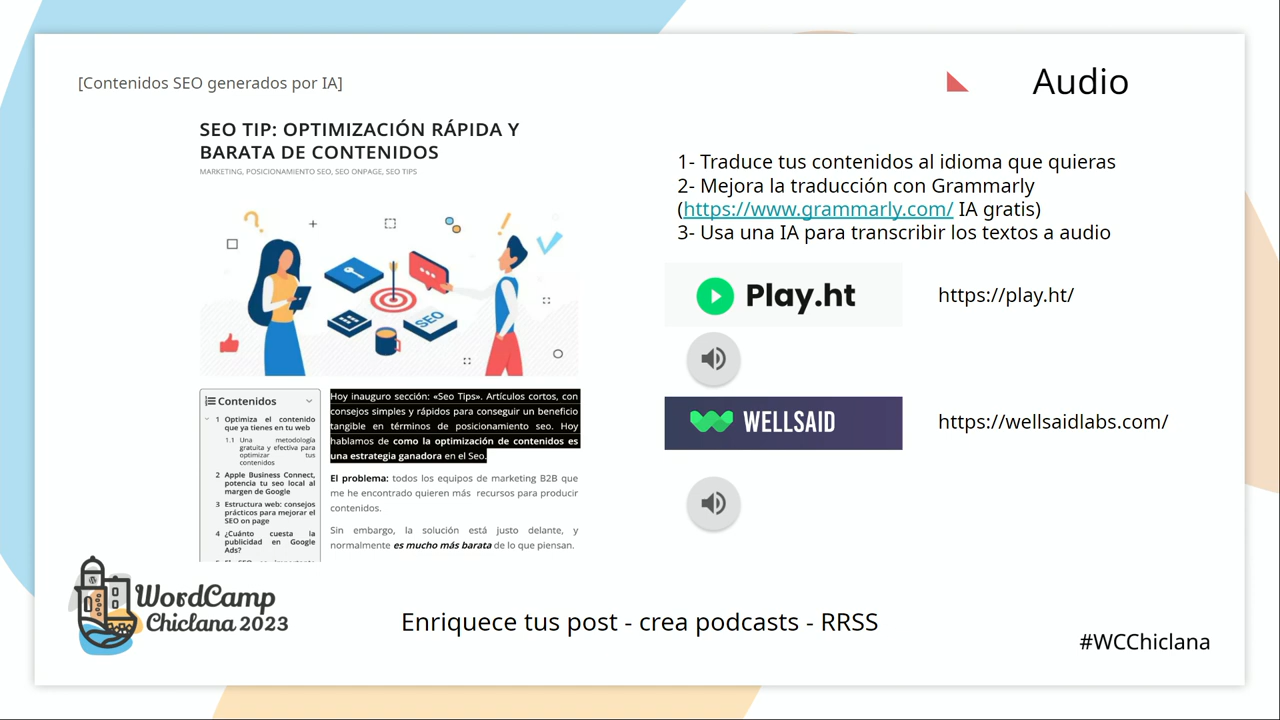 [Contenidos SEO generados por IA]
Audio
SEO TIP: OPTIMIZACIÓN RÁPIDA Y
BARATA DE CONTENIDOS
MARKETING, POSICIONAMIENTO SEO, SEO ONPAGE, SEO TIPS
SEO
Contenidos
1 Optimiza el contenido
que ya tienes en tu web
1.1 Una metodología
gratuita y efectiva para
optimizar tus
contenidos
2 Apple Business Connect,
potencia tu seo local al
margen de Google
3 Estructura web: consejos
prácticos para mejorar el
SEO on page
4 ¿Cuánto cuesta la
publicidad en Google
Ads?
Hoy inauguro sección: «Seo Tips». Artículos cortos, con
consejos simples y rápidos para conseguir un beneficio
tangible en términos de posicionamiento seo. Hoy
hablamos de como la optimización de contenidos es
una estrategia ganadora en el Seo.
El problema: todos los equipos de marketing B2B que
me he encontrado quieren más recursos para producir
contenidos.
Sin embargo, la solución está justo delante, y
normalmente es mucho más barata de lo que piensan.
1- Traduce tus contenidos al idioma que quieras
2- Mejora la traducción con Grammarly
(https://www.grammarly.com/ IA gratis)
3- Usa una IA para transcribir los textos a audio
Play.ht
https://play.ht/
WELLSAID
https://wellsaidlabs.com/
WordCamp
Chiclana 2023
Enriquece tus post - crea podcasts - RRSS
#WCChiclana